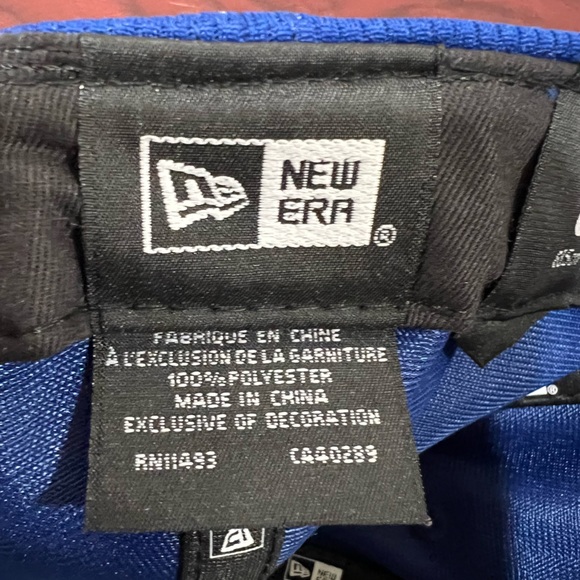 NEW
ERA
®
FABRIQUE EN CHINE
À L'EXCLUSION DE LA GARNITURE
100% POLYESTER
MADE IN CHINA
EXCLUSIVE OF DECORATION
RN11493 CA40289
®
NEW